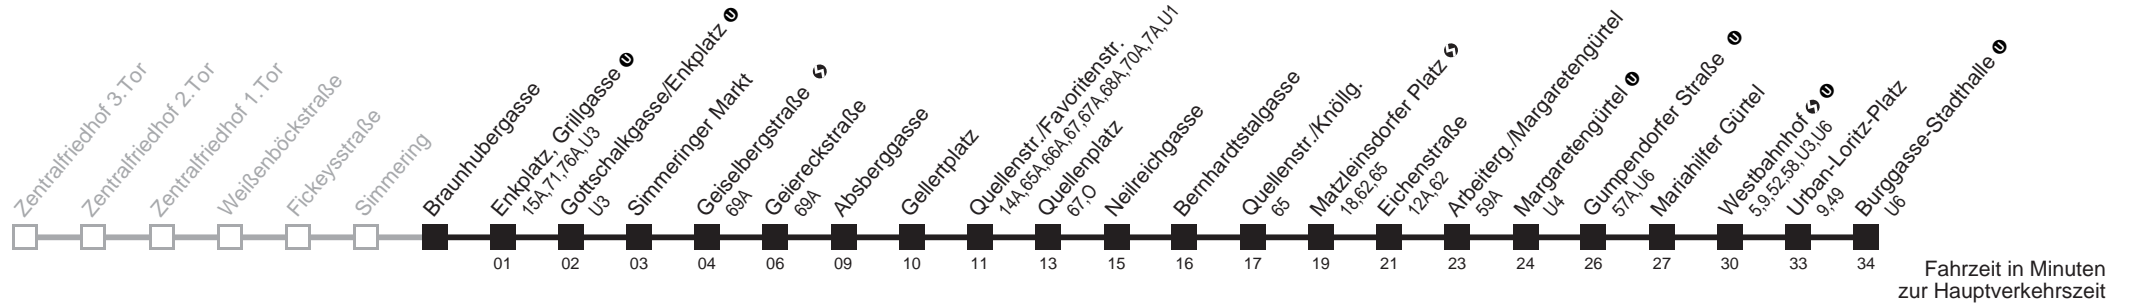 Zentralfriedhof 3.Tor
Zentralfriedhof 2.Tor
Zentralfriedhof 1.Tor
Weißenböckstraße
Fickeysstraße
Simmering
Braunhubergasse
Enkplatz, Grillgasse U
15A,71,76A,U3
01
Gottschalkgasse/Enkplatz U
U3
02
Simmeringer Markt
03
Geiselbergstraße
69A
04
Geiereckstraße
69A
06
Absberggasse
09
Gellertplatz
10
Quellenstr./Favoritenstr.
14A,65A,66A,67,67A,68A,70A,7A,U1
11
Quellenplatz
67,O
13
Neilreichgasse
15
Bernhardtstalgasse
16
Quellenstr./Knöllg.
65
17
Matzleinsdorfer Platz
18,62,65
19
Eichenstraße
12A,62
21
Arbeiterg./Margaretengürtel
59A
23
Margaretengürtel U
U4
24
Gumpendorfer Straße U
57A,U6
26
Mariahilfer Gürtel
27
Westbahnhof U
5,9,52,58,U3,U6
30
Urban-Loritz-Platz
9,49
33
Burggasse-Stadthalle U
U6
34
Fahrzeit in Minuten
zur Hauptverkehrszeit